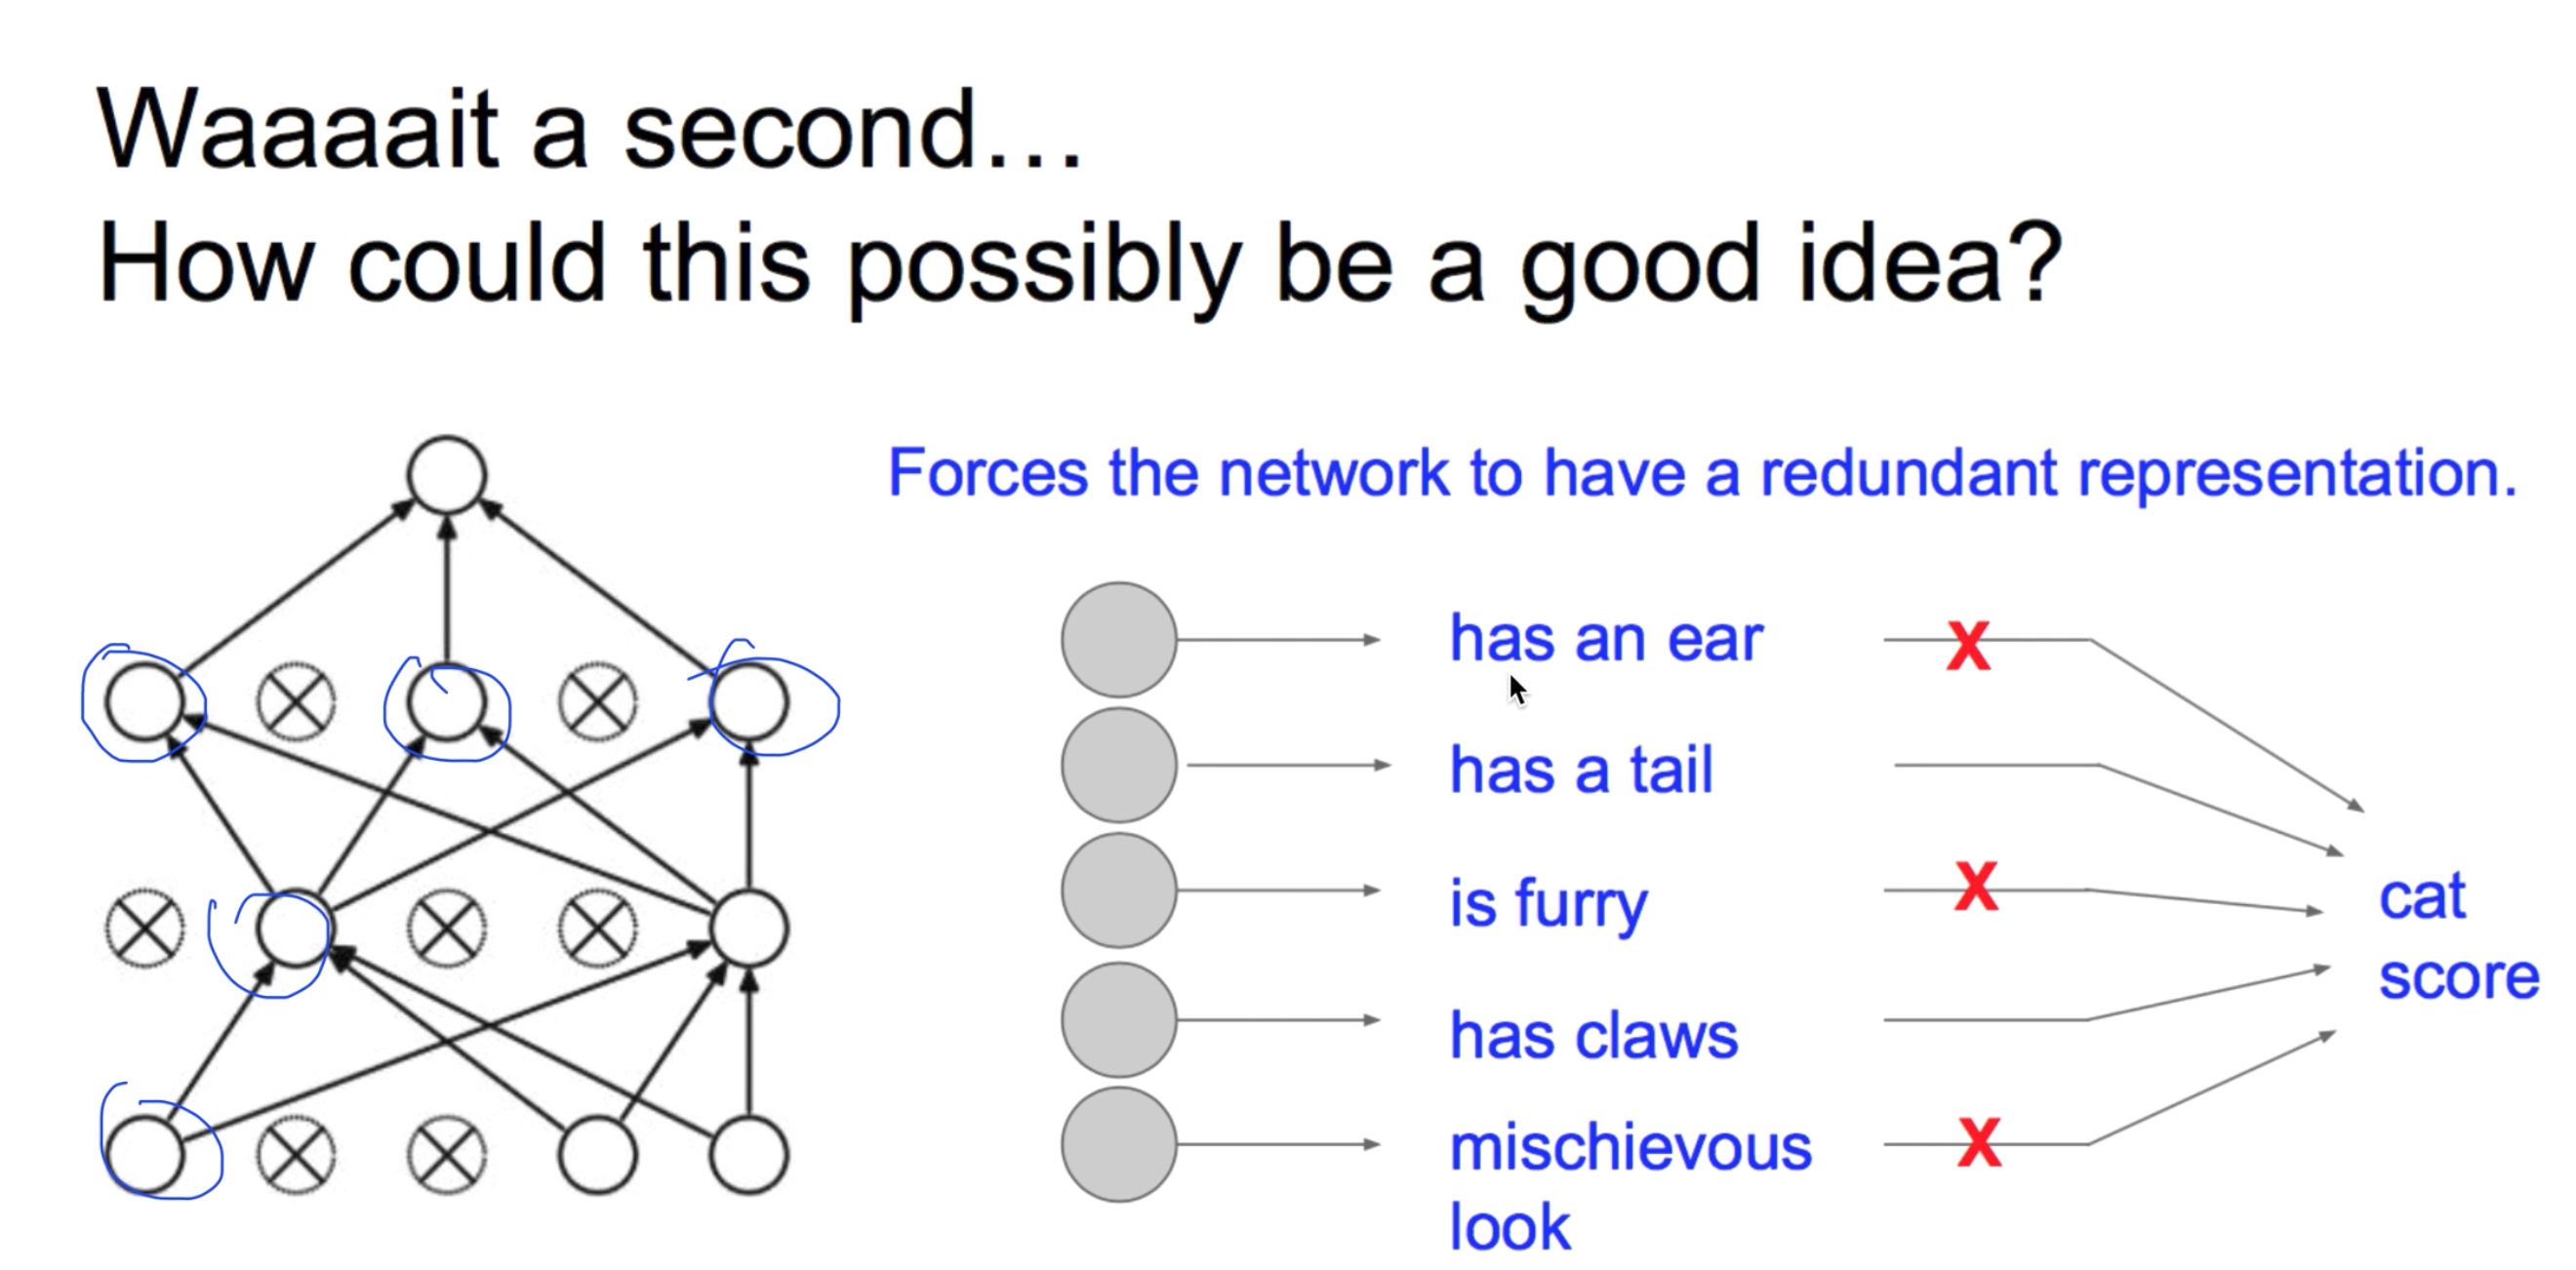 Waaaait a second…
How could this possibly be a good idea?
Forces the network to have a redundant representation.
has an ear
X
has a tail
is furry
X
cat
score
has claws
mischievous
look
X